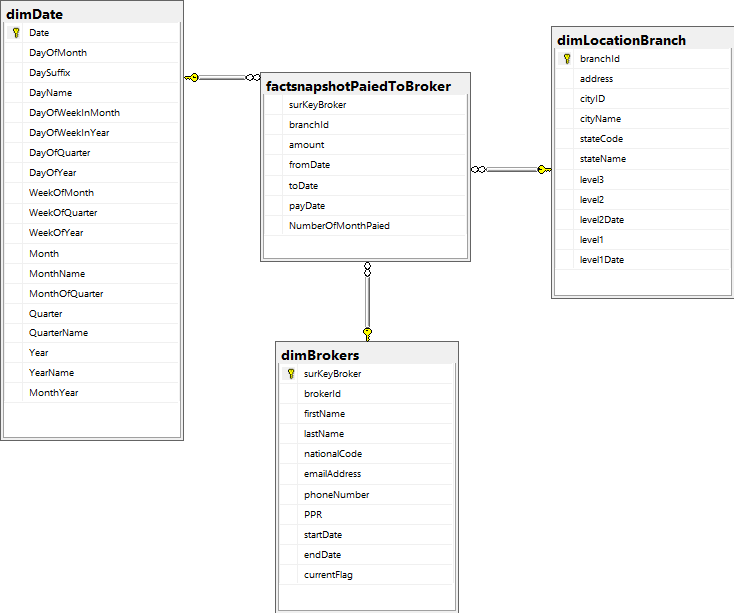 dimDate
Date
DayOfMonth
DaySuffix
DayName
DayOfWeekInMonth
DayOfWeekInYear
DayOfQuarter
DayOfYear
WeekOfMonth
WeekOfQuarter
WeekOfYear
Month
MonthName
MonthOfQuarter
Quarter
QuarterName
Year
YearName
MonthYear
factsnapshotPaiedToBroker
surKeyBroker
branchId
amount
fromDate
toDate
payDate
NumberOfMonthPaied
dimLocationBranch
branchId
address
cityID
cityName
stateCode
stateName
level3
level2
level2Date
level1
level1Date
dimBrokers
surKeyBroker
brokerId
firstName
lastName
nationalCode
emailAddress
phoneNumber
PPR
startDate
endDate
currentFlag